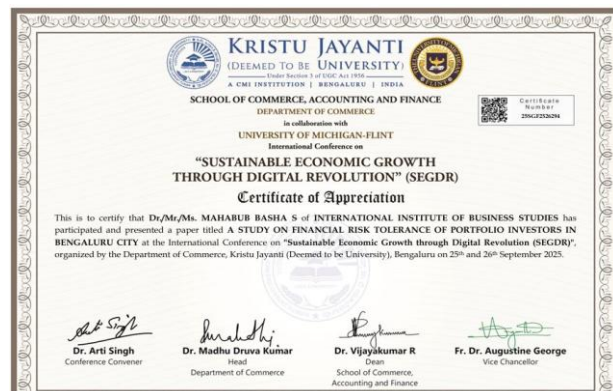 KRISTU JAYANTI
(DEEMED TO BE UNIVERSITY)
Under Section 3 of UGC Act 1956
A CMI INSTITUTION | BENGALURU | INDIA
SCHOOL OF COMMERCE, ACCOUNTING AND FINANCE
DEPARTMENT OF COMMERCE
in collaboration with
UNIVERSITY OF MICHIGAN-FLINT
International Conference on
Certificate
Number
“SUSTAINABLE ECONOMIC GROWTH
THROUGH DIGITAL REVOLUTION” (SEGDR)
Certificate of Appreciation
This is to certify that Dr./Mr./Ms. MAHABUB BASHA S of INTERNATIONAL INSTITUTE OF BUSINESS STUDIES has
participated and presented a paper titled A STUDY ON FINANCIAL RISK TOLERANCE OF PORTFOLIO INVESTORS IN
BENGALURU CITY at the International Conference on “Sustainable Economic Growth through Digital Revolution (SEGDR)”,
organized by the Department of Commerce, Kristu Jayanti (Deemed to be University), Bengaluru on 25th and 26th September 2025.
Dr. Arti Singh
Conference Convener
Dr. Madhu Druva Kumar
Head
Department of Commerce
Dr. Vijayakumar R
Dean
School of Commerce,
Accounting and Finance
Fr. Dr. Augustine George
Vice Chancellor